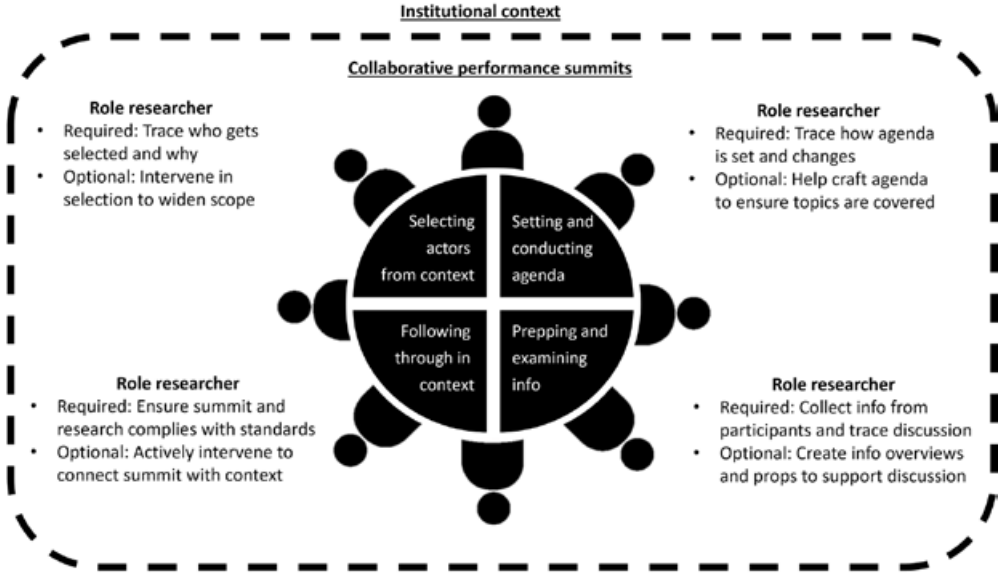 Institutional context
Collaborative performance summits
Role researcher
• Required: Trace who gets
selected and why
• Optional: Intervene in
selection to widen scope
Role researcher
• Required: Trace how agenda
is set and changes
• Optional: Help craft agenda
to ensure topics are covered
Selecting
actors
from context
Setting and
conducting
agenda
Following
through in
context
Prepping and
examining
info
Role researcher
• Required: Ensure summit and
research complies with standards
• Optional: Actively intervene to
connect summit with context
Role researcher
• Required: Collect info from
participants and trace discussion
• Optional: Create info overviews
and props to support discussion